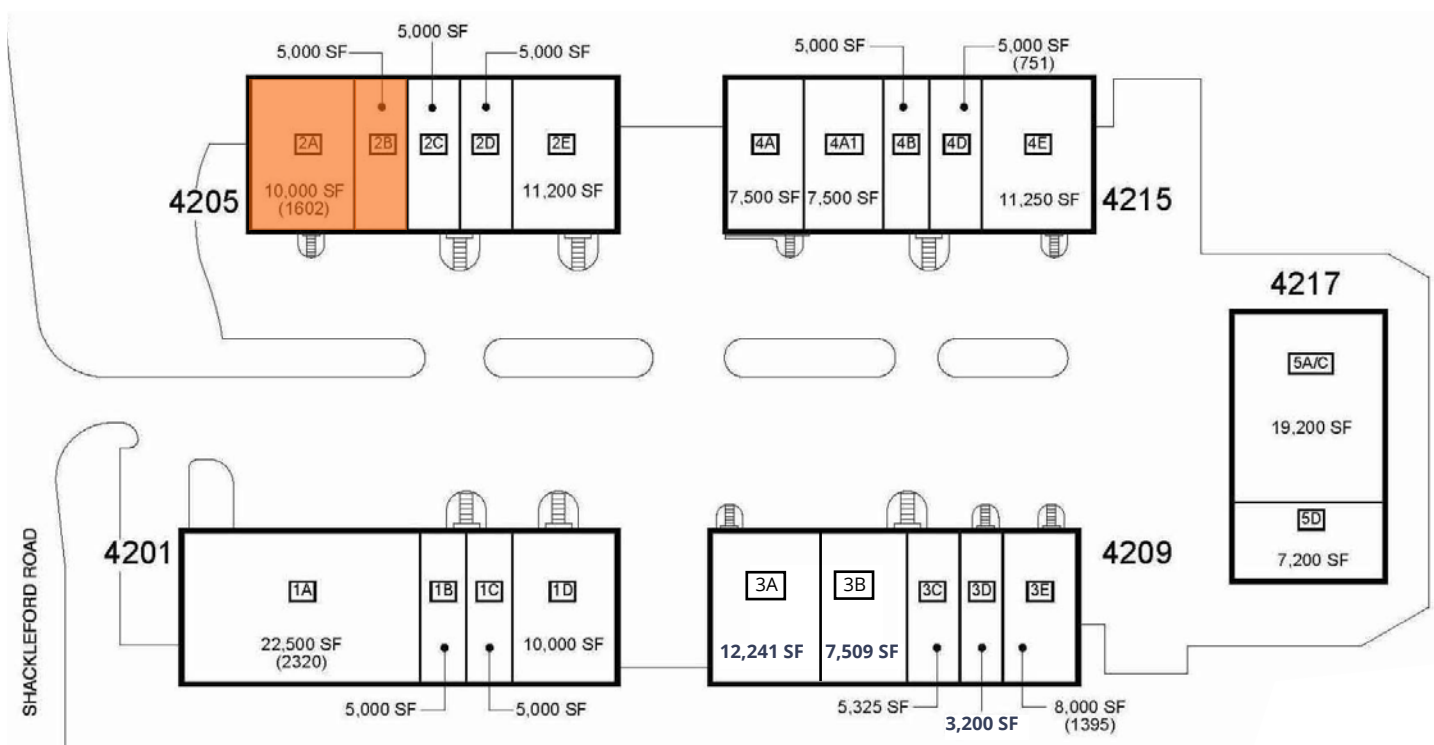 5,000 SF
5,000 SF
5,000 SF
2A
2B
2C
2D
2E
10,000 SF
(1602)
11,200 SF
4205
5,000 SF
5,000 SF
(751)
4A
4A1
4B
4D
4E
7,500 SF
7,500 SF
11,250 SF
4215
4217
5A/C
19,200 SF
5D
7,200 SF
SHACKLEFORD ROAD
4201
1A
1B
1C
1D
22,500 SF
(2320)
10,000 SF
5,000 SF
5,000 SF
3A
3B
3C
3D
3E
12,241 SF
7,509 SF
4209
5,325 SF
3,200 SF
8,000 SF
(1395)